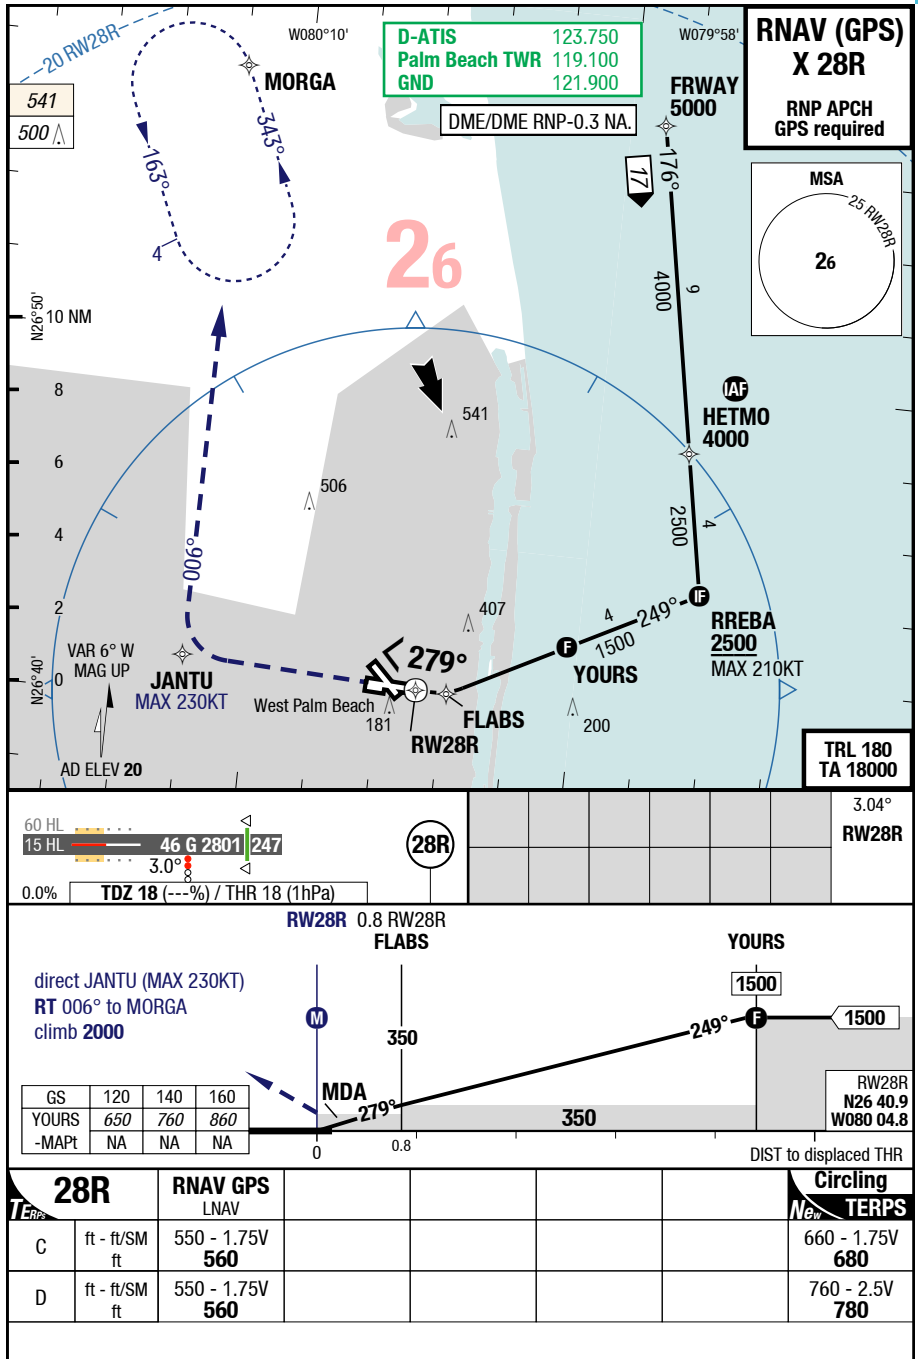 20 RW28R
W080°10'
W079°58'
RNAV (GPS)
X 28R
RNP APCH
GPS required
D-ATIS 123.750
Palm Beach TWR 119.100
GND 121.900
DME/DME RNP-0.3 NA.
541
500
MORGA
343°
163°
4
FRWAY
5000
176°
17
MSA
25 RW28R
26
26
9
4000
N26°50'
10 NM
8
6
4
2
0
N26°40'
IAF
HETMO
4000
541
506
4
2500
006°
407
IF
RREBA
2500
MAX 210KT
4
249°
1500
F
YOURS
VAR 6° W
MAG UP
JANTU
MAX 230KT
279°
West Palm Beach
181
FLABS
RW28R
200
AD ELEV 20
TRL 180
TA 18000
60 HL
15 HL
46 G 2801 247
3.0°
0.0%
TDZ 18 (---%) / THR 18 (1hPa)
28R
3.04°
RW28R
RW28R 0.8 RW28R
FLABS
YOURS
direct JANTU (MAX 230KT)
RT 006° to MORGA
climb 2000
M
350
1500
249°
F
1500
MDA
279°
350
RW28R
N26 40.9
W080 04.8
GS 120 140 160
YOURS 650 760 860
-MAPt NA NA NA
0
0.8
DIST to displaced THR
TERPs
28R
RNAV GPS
LNAV
Circling
New TERPS
C
ft - ft/SM
ft
550 - 1.75V
560
660 - 1.75V
680
D
ft - ft/SM
ft
550 - 1.75V
560
760 - 2.5V
780